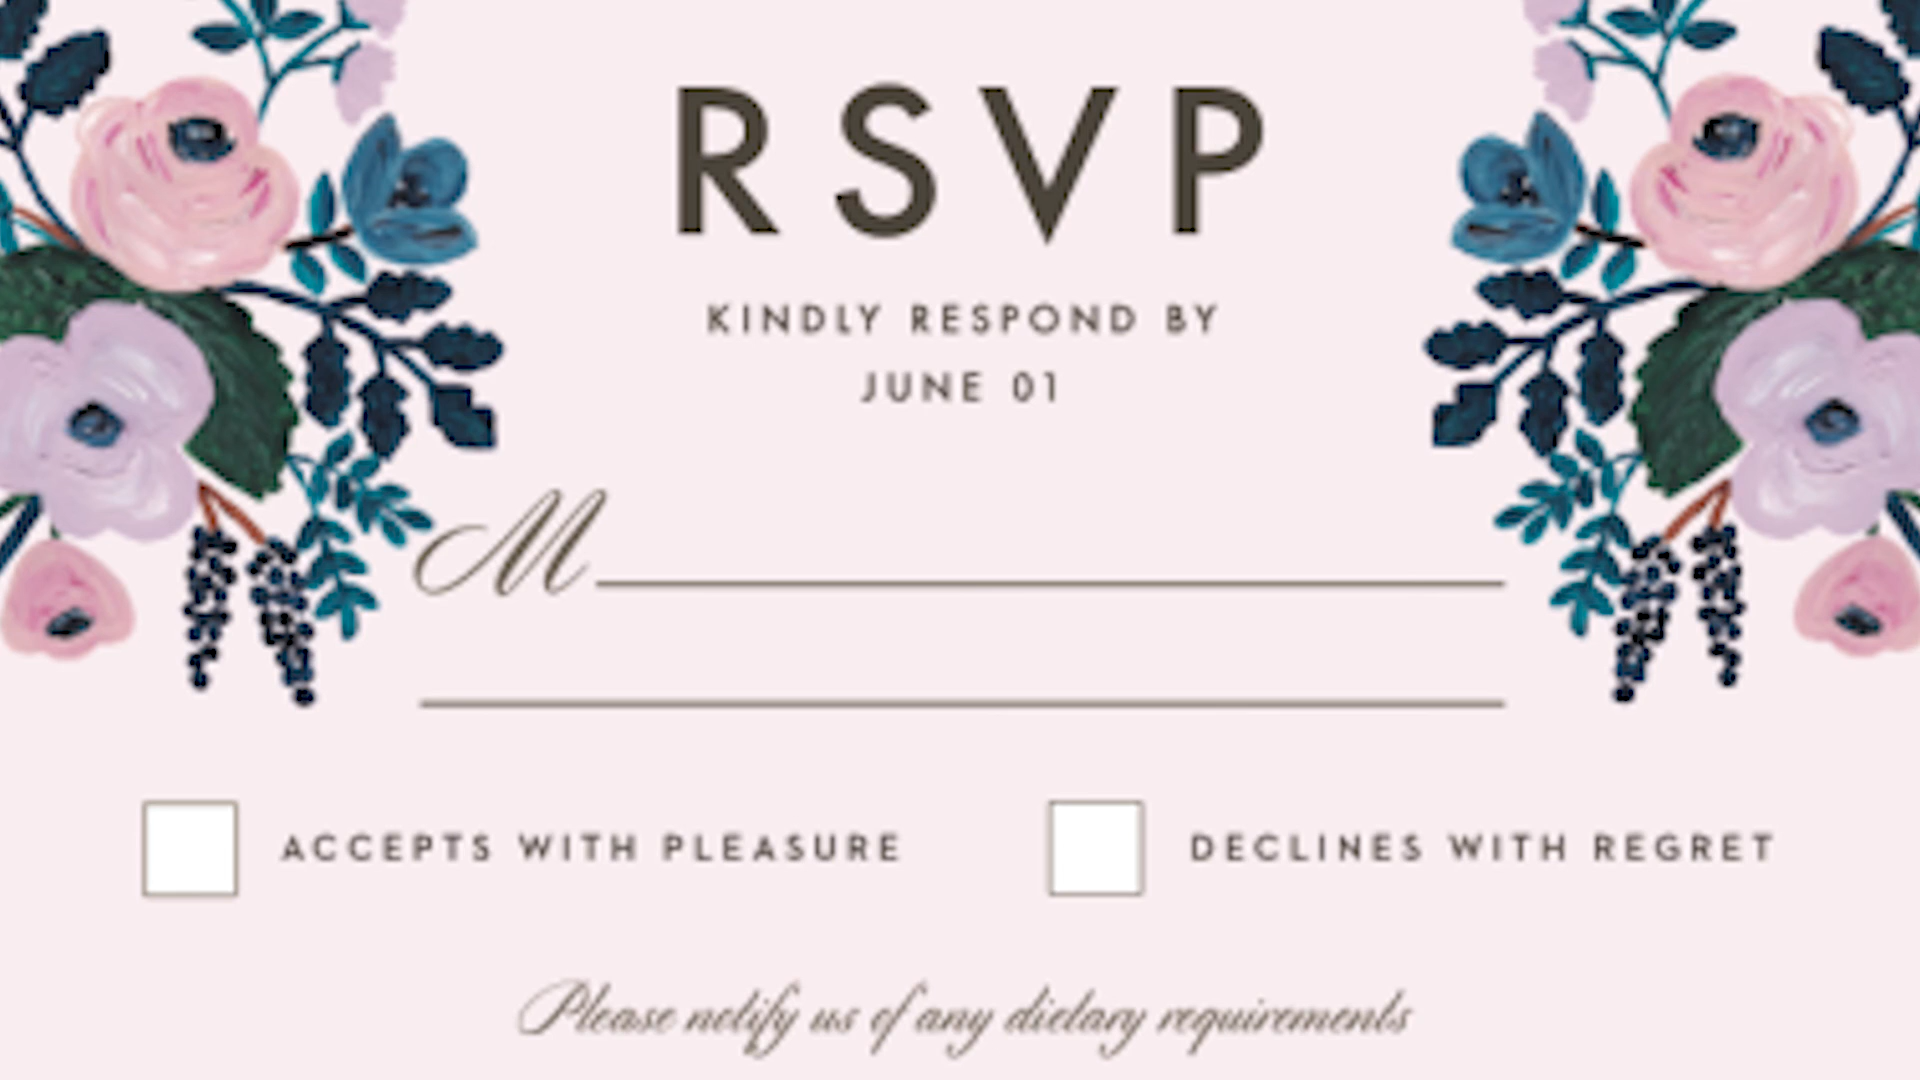 RSVP
KINDLY RESPOND BY
JUNE 01
M
ACCEPTS WITH PLEASURE
DECLINES WITH REGRET
Please notify us of any dietary requirements